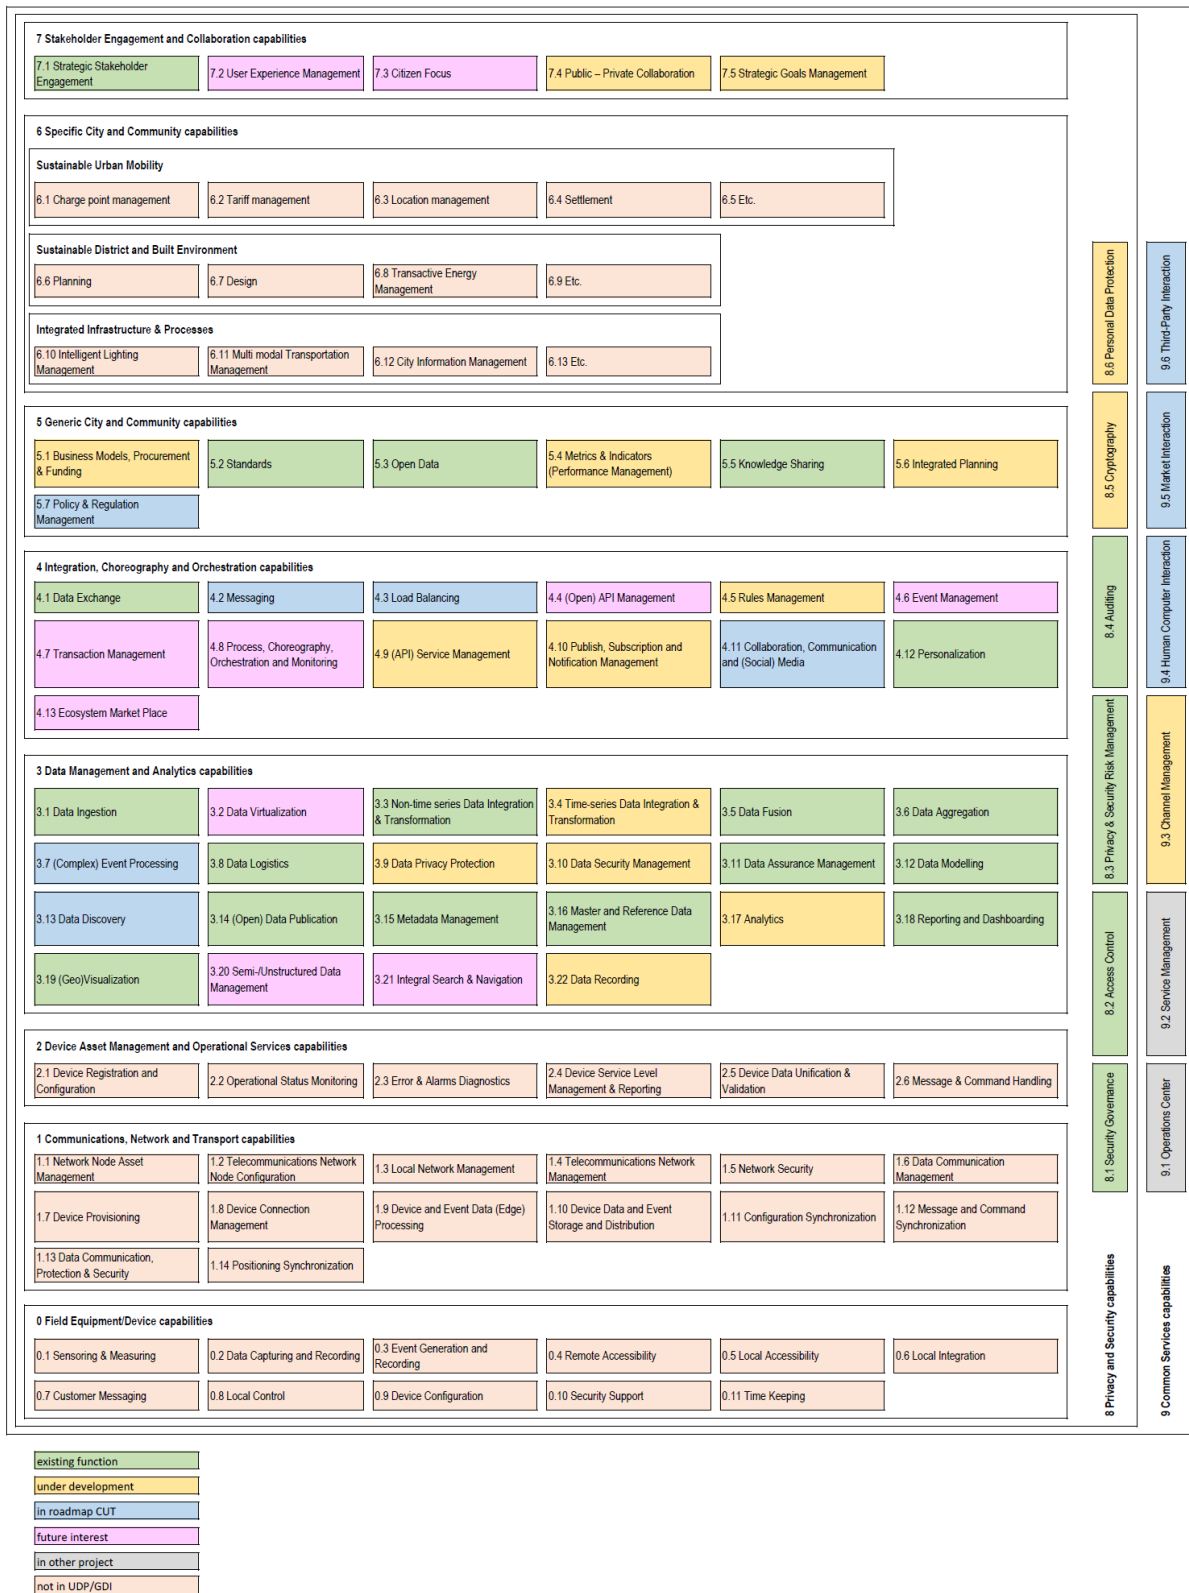 7 Stakeholder Engagement and Collaboration capabilities
7.1 Strategic Stakeholder
Engagement
7.2 User Experience Management
7.3 Citizen Focus
7.4 Public – Private Collaboration
7.5 Strategic Goals Management
6 Specific City and Community capabilities
Sustainable Urban Mobility
6.1 Charge point management
6.2 Tariff management
6.3 Location management
6.4 Settlement
6.5 Etc.
Sustainable District and Built Environment
6.6 Planning
6.7 Design
6.8 Transactive Energy
Management
6.9 Etc.
Integrated Infrastructure & Processes
6.10 Intelligent Lighting
Management
6.11 Multi modal Transportation
Management
6.12 City Information Management
6.13 Etc.
5 Generic City and Community capabilities
5.1 Business Models, Procurement
& Funding
5.2 Standards
5.3 Open Data
5.4 Metrics & Indicators
(Performance Management)
5.5 Knowledge Sharing
5.6 Integrated Planning
5.7 Policy & Regulation
Management
4 Integration, Choreography and Orchestration capabilities
4.1 Data Exchange
4.2 Messaging
4.3 Load Balancing
4.4 (Open) API Management
4.5 Rules Management
4.6 Event Management
4.7 Transaction Management
4.8 Process, Choreography,
Orchestration and Monitoring
4.9 (API) Service Management
4.10 Publish, Subscription and
Notification Management
4.11 Collaboration, Communication
and (Social) Media
4.12 Personalization
4.13 Ecosystem Market Place
3 Data Management and Analytics capabilities
3.1 Data Ingestion
3.2 Data Virtualization
3.3 Non-time series Data Integration
& Transformation
3.4 Time-series Data Integration &
Transformation
3.5 Data Fusion
3.6 Data Aggregation
3.7 (Complex) Event Processing
3.8 Data Logistics
3.9 Data Privacy Protection
3.10 Data Security Management
3.11 Data Assurance Management
3.12 Data Modelling
3.13 Data Discovery
3.14 (Open) Data Publication
3.15 Metadata Management
3.16 Master and Reference Data
Management
3.17 Analytics
3.18 Reporting and Dashboarding
3.19 (Geo)Visualization
3.20 Semi-/Unstructured Data
Management
3.21 Integral Search & Navigation
3.22 Data Recording
2 Device Asset Management and Operational Services capabilities
2.1 Device Registration and
Configuration
2.2 Operational Status Monitoring
2.3 Error & Alarms Diagnostics
2.4 Device Service Level
Management & Reporting
2.5 Device Data Unification &
Validation
2.6 Message & Command Handling
1 Communications, Network and Transport capabilities
1.1 Network Node Asset
Management
1.2 Telecommunications Network
Node Configuration
1.3 Local Network Management
1.4 Telecommunications Network
Management
1.5 Network Security
1.6 Data Communication
Management
1.7 Device Provisioning
1.8 Device Connection
Management
1.9 Device and Event Data (Edge)
Processing
1.10 Device Data and Event
Storage and Distribution
1.11 Configuration Synchronization
1.12 Message and Command
Synchronization
1.13 Data Communication,
Protection & Security
1.14 Positioning Synchronization
0 Field Equipment/Device capabilities
0.1 Sensoring & Measuring
0.2 Data Capturing and Recording
0.3 Event Generation and
Recording
0.4 Remote Accessibility
0.5 Local Accessibility
0.6 Local Integration
0.7 Customer Messaging
0.8 Local Control
0.9 Device Configuration
0.10 Security Support
0.11 Time Keeping
8.6 Personal Data Protection
8.5 Cryptography
8.4 Auditing
8.3 Privacy & Security Risk Management
8.2 Access Control
8.1 Security Governance
8 Privacy and Security capabilities
9.6 Third-Party Interaction
9.5 Market Interaction
9.4 Human Computer Interaction
9.3 Channel Management
9.2 Service Management
9.1 Operations Center
9 Common Services capabilities
existing function
under development
in roadmap CUT
future interest
in other project
not in UDP/GDI